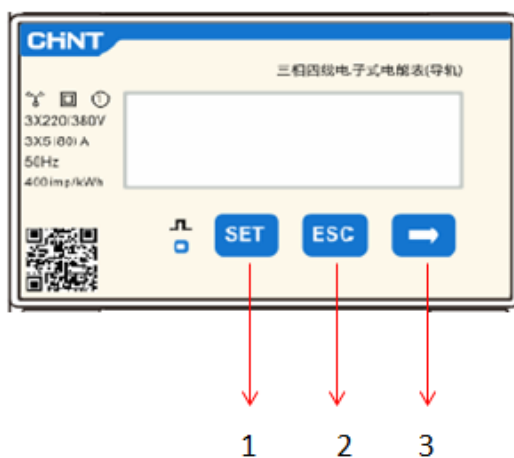 CHNT
三相四线电子式电能表(导轨)
3X220/380V
3X5(80)A
50Hz
400imp/kWh
SET
ESC
1
2
3